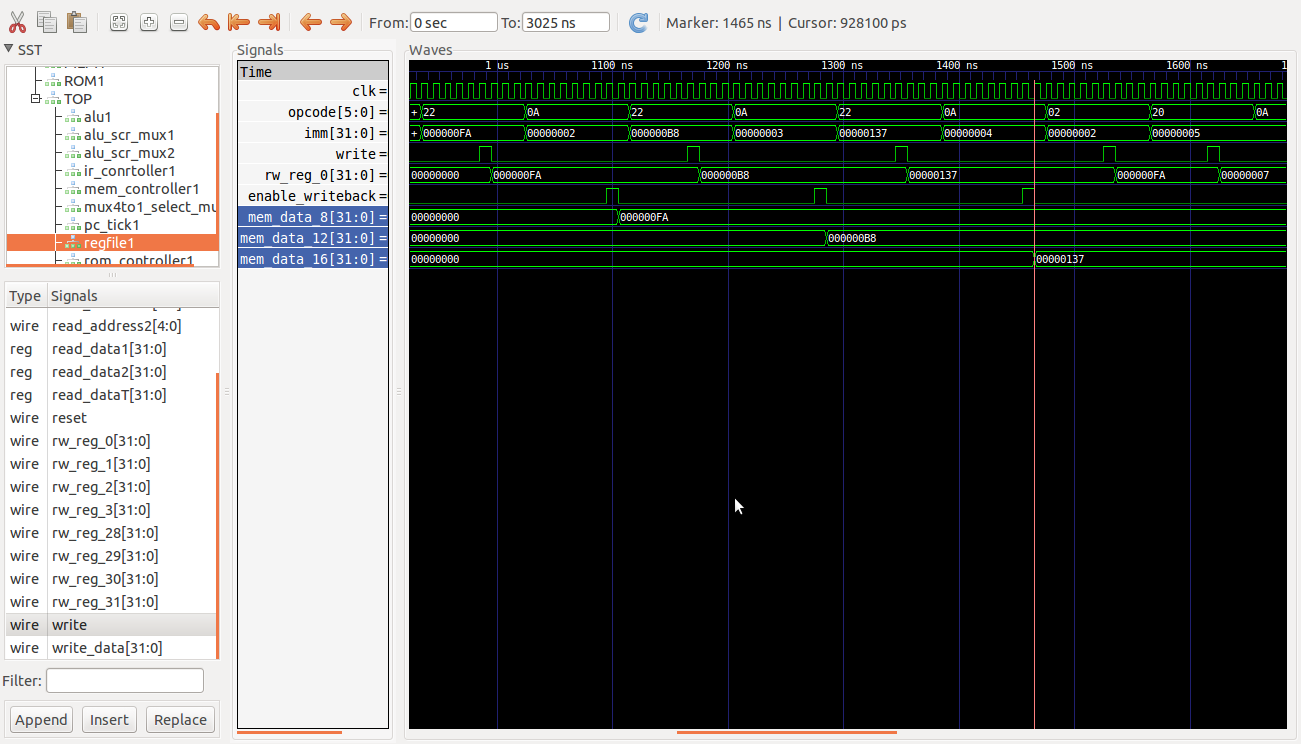 From: 0 sec To: 3025 ns Marker: 1465 ns | Cursor: 928100 ps
SST
ROM1
TOP
alu1
alu_scr_mux1
alu_scr_mux2
ir_conrtoller1
mem_controller1
mux4to1_select_mu
pc_tick1
regfile1
rom_controller1
Type Signals
wire read_address2[4:0]
reg read_data1[31:0]
reg read_data2[31:0]
reg read_dataT[31:0]
wire reset
wire rw_reg_0[31:0]
wire rw_reg_1[31:0]
wire rw_reg_2[31:0]
wire rw_reg_3[31:0]
wire rw_reg_28[31:0]
wire rw_reg_29[31:0]
wire rw_reg_30[31:0]
wire rw_reg_31[31:0]
wire write
wire write_data[31:0]
Filter:
Append Insert Replace
Signals
Time
clk =
opcode[5:0] =
imm[31:0] =
write =
rw_reg_0[31:0] =
enable_writeback =
mem_data_8[31:0] =
mem_data_12[31:0] =
mem_data_16[31:0] =
Waves
1 us 1100 ns 1200 ns 1300 ns 1400 ns 1500 ns 1600 ns 1
+ 22 0A 22 0A 22 0A 02 20 0A
+ 000000FA 00000002 000000B8 00000003 00000137 00000004 00000002 00000005
00000000 000000FA 000000B8 00000137 000000FA 00000007
00000000 000000FA
00000000 000000B8
00000000 00000137